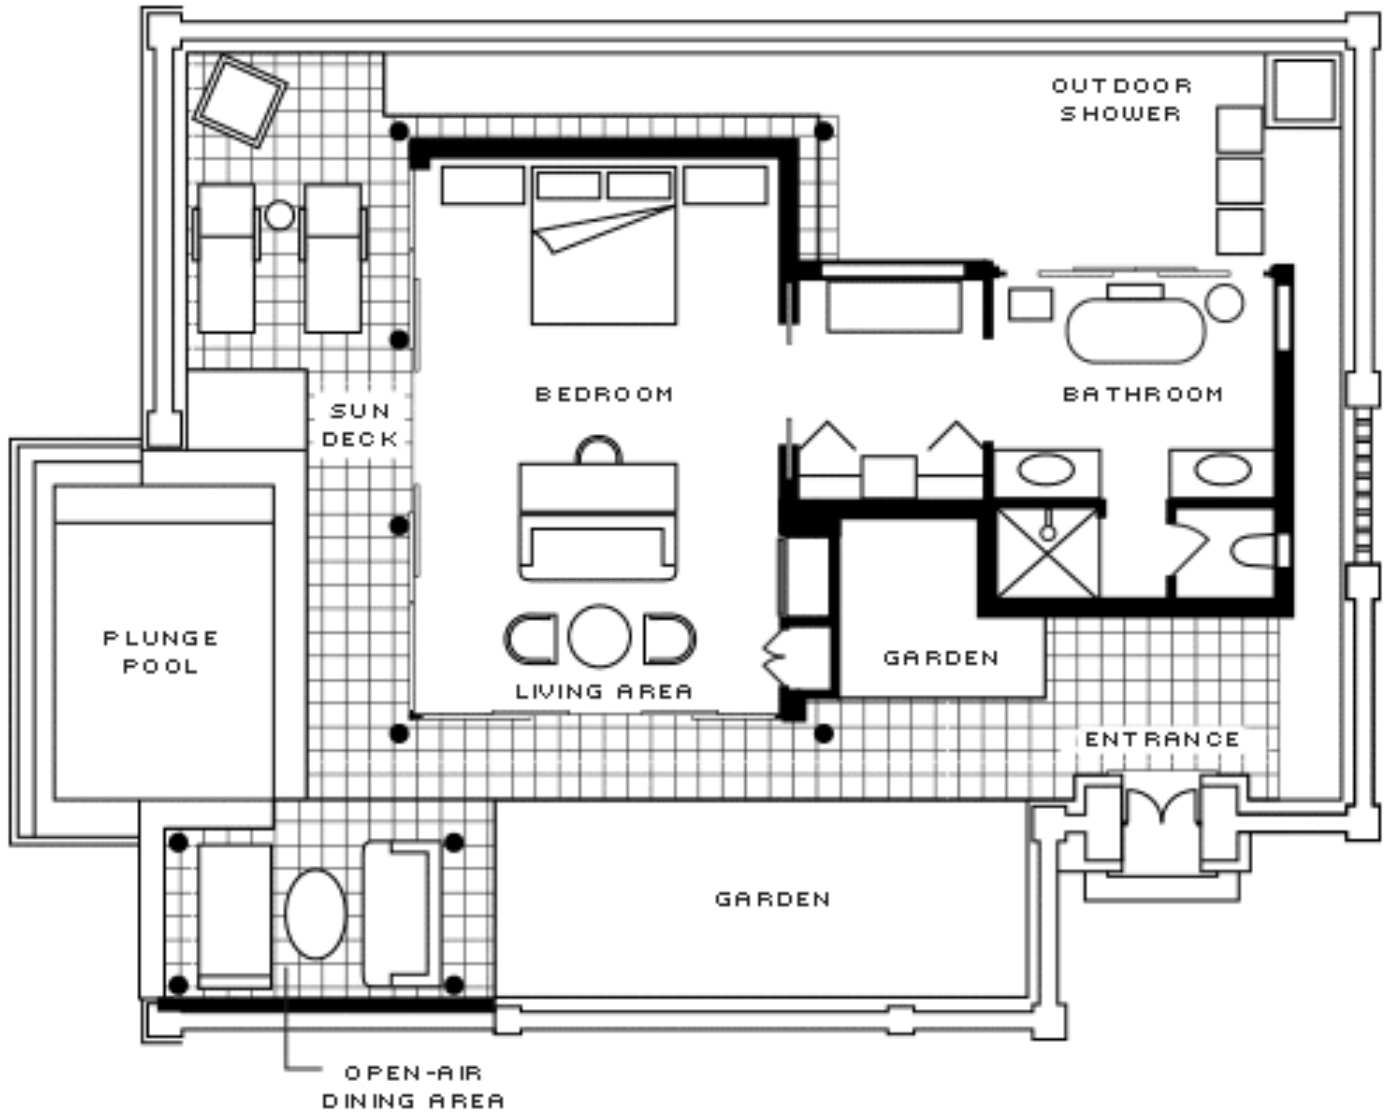 OUTDOOR
SHOWER
BEDROOM
BATHROOM
SUN
DECK
PLUNGE
POOL
GARDEN
LIVING AREA
ENTRANCE
GARDEN
OPEN-AIR
DINING AREA